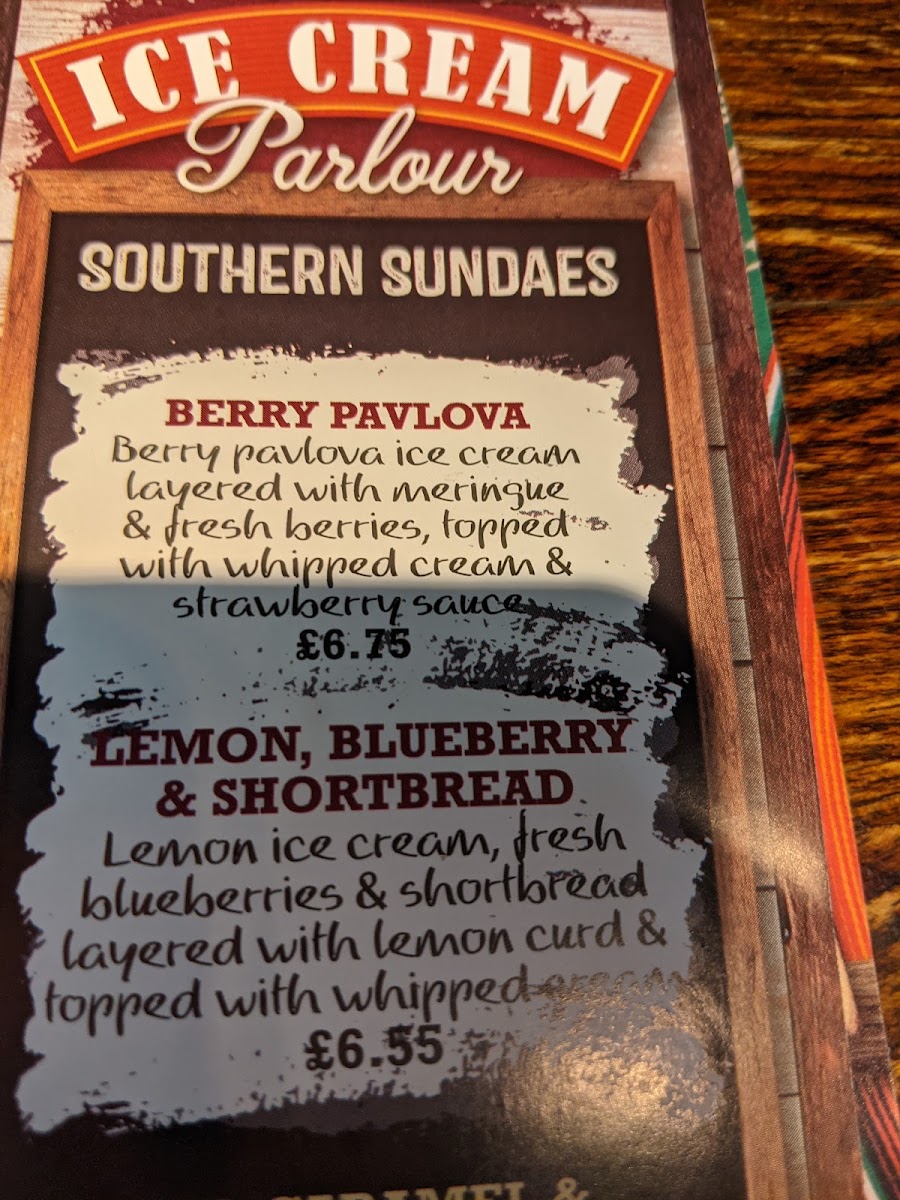 ICE CREAM
Parlour
SOUTHERN SUNDAES
BERRY PAVLOVA
Berry pavlova ice cream
layered with meringue
& fresh berries, topped
with whipped cream &
strawberry sauce
£6.75
LEMON, BLUEBERRY
& SHORTBREAD
Lemon ice cream, fresh
blueberries & shortbread
layered with lemon curd &
topped with whipped cream
£6.55
CARAMEL &